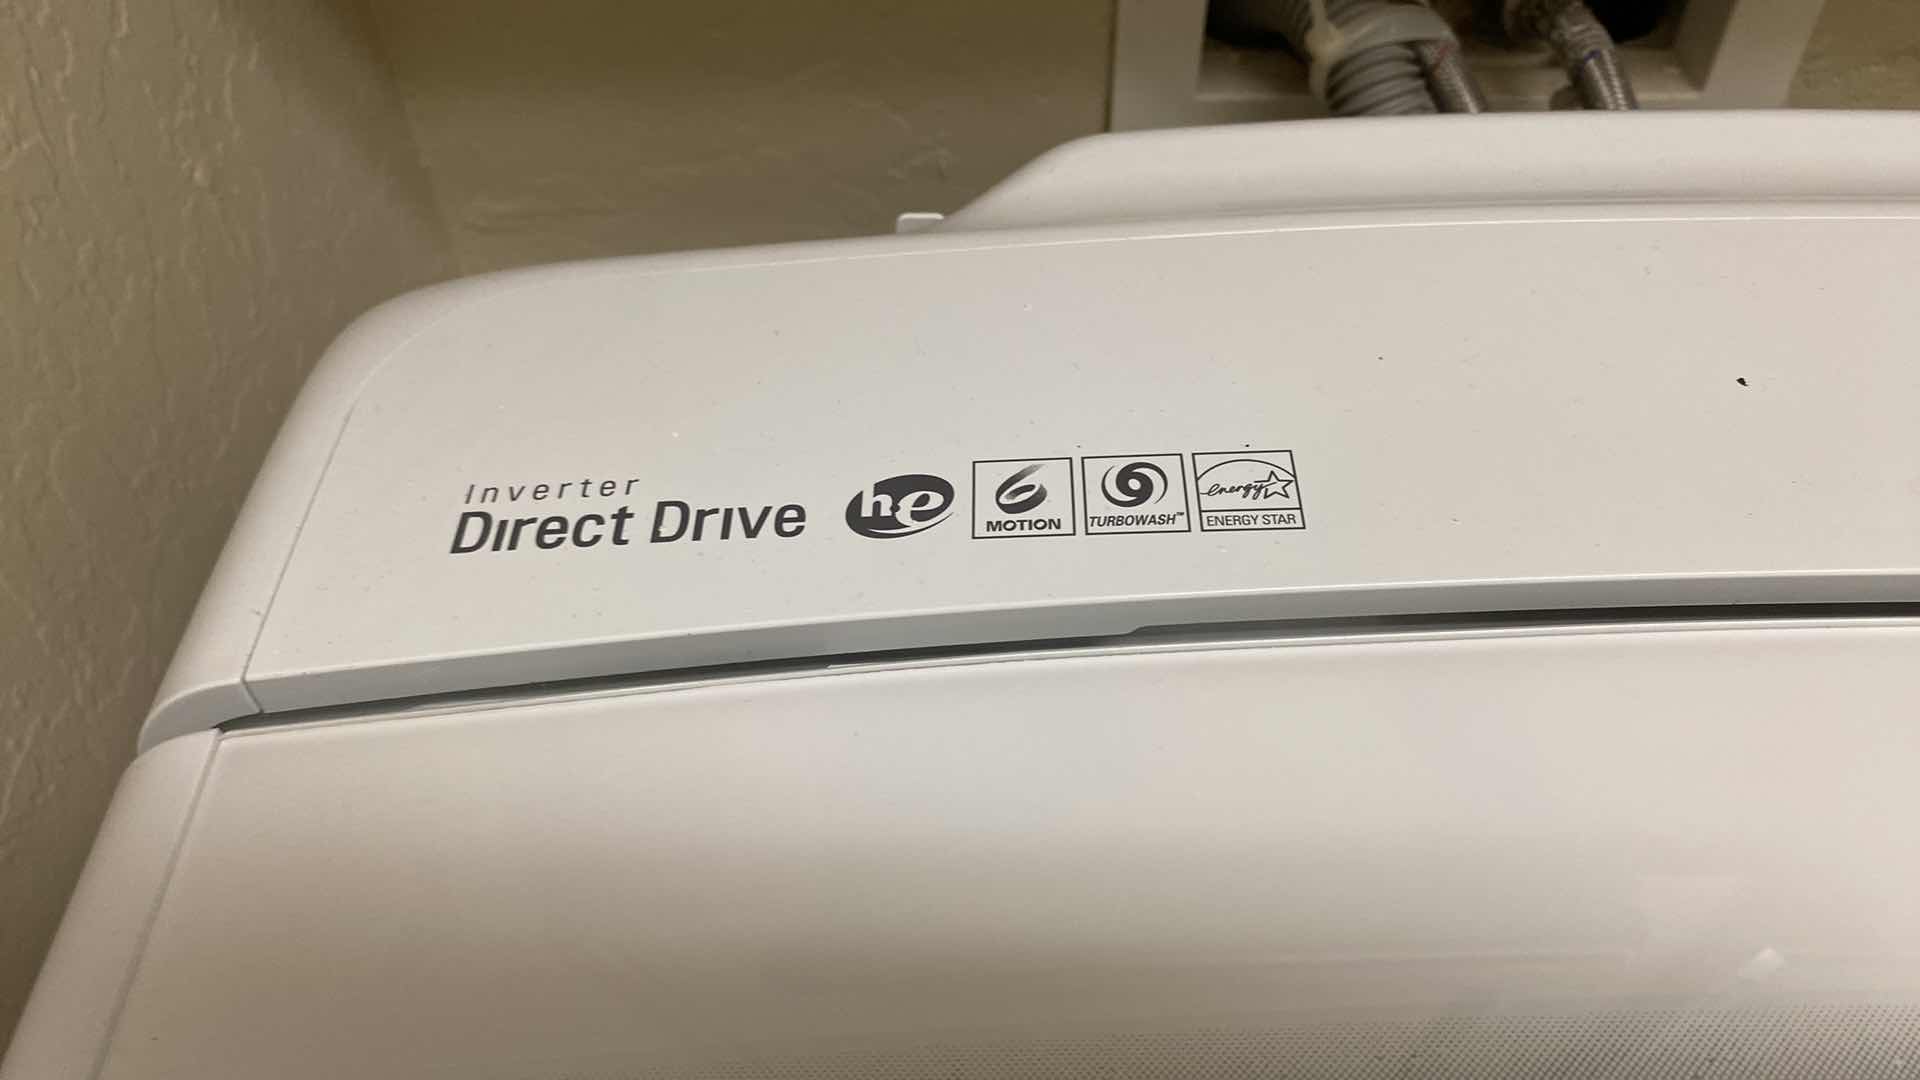 Inverter
Direct Drive
he
6
MOTION
TURBOWASH™
energy
ENERGY STAR